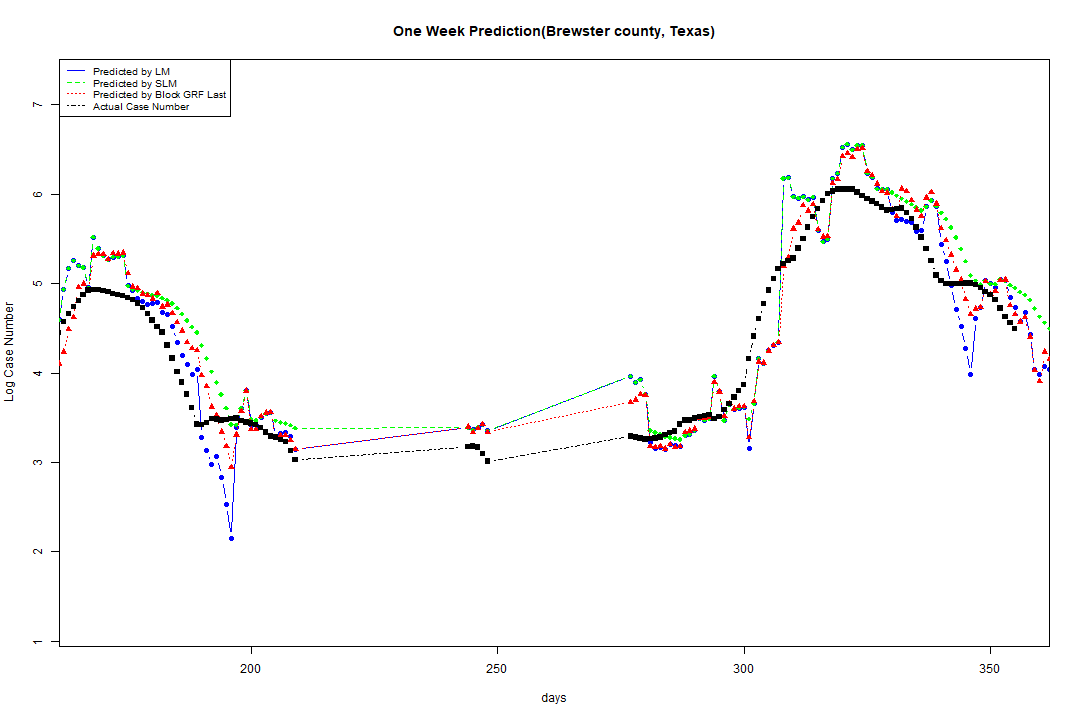 One Week Prediction(Brewster county, Texas)
Predicted by LM
Predicted by SLM
Predicted by Block GRF Last
Actual Case Number
Log Case Number
7
6
5
4
3
2
1
200
250
300
350
days